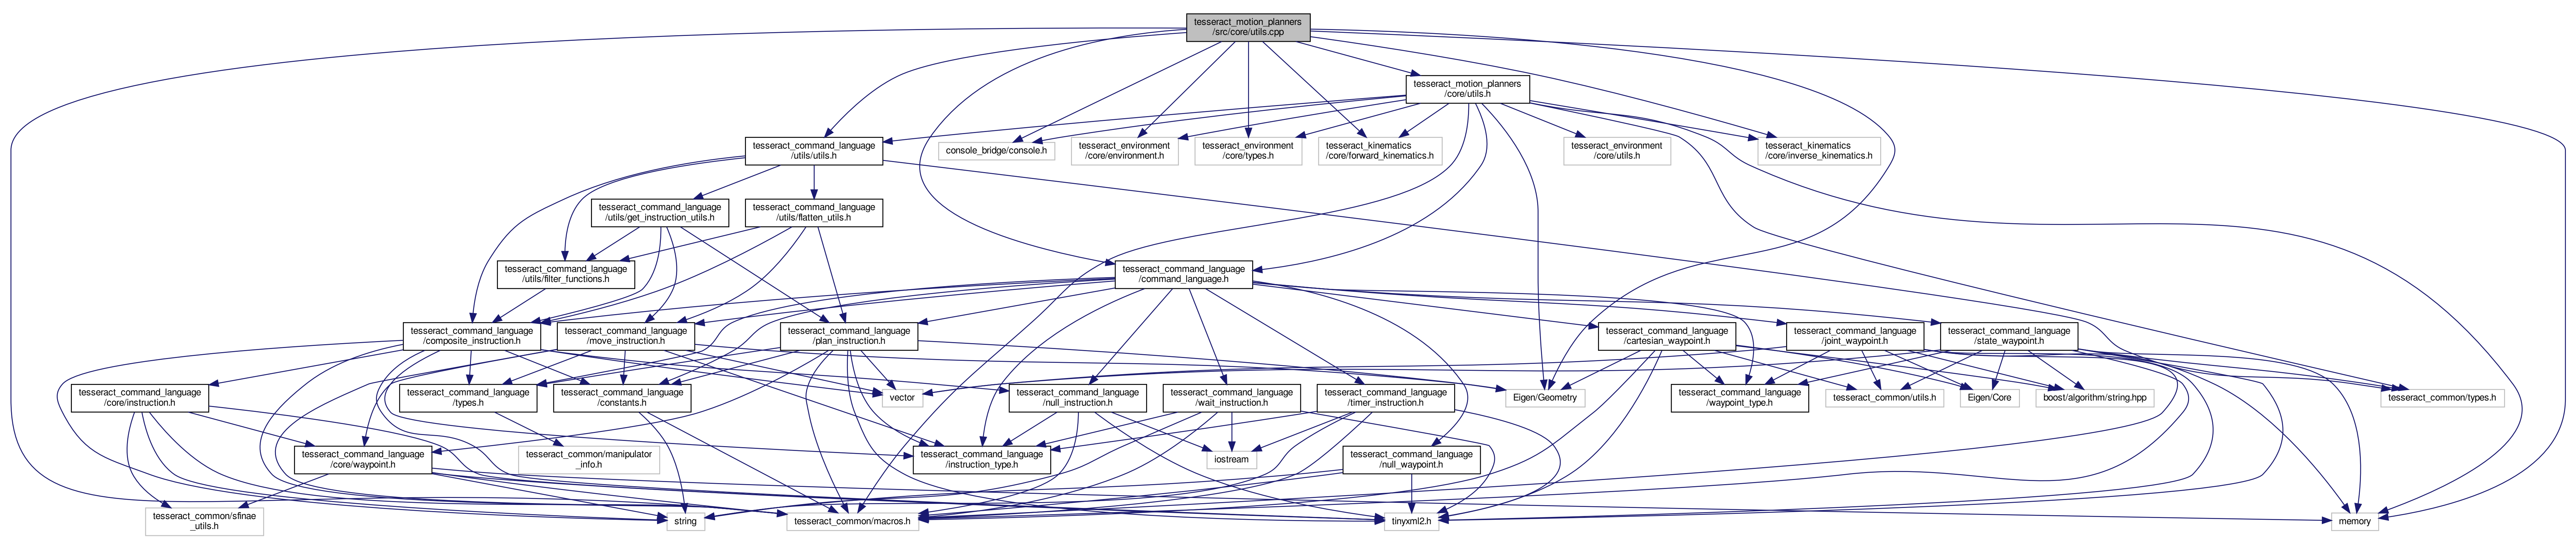 tesseract_motion_planners
/src/core/utils.cpp
tesseract_motion_planners
/core/utils.h
tesseract_command_language
/utils/utils.h
console_bridge/console.h
tesseract_environment
/core/environment.h
tesseract_environment
/core/types.h
tesseract_kinematics
/core/forward_kinematics.h
tesseract_environment
/core/utils.h
tesseract_kinematics
/core/inverse_kinematics.h
tesseract_command_language
/utils/get_instruction_utils.h
tesseract_command_language
/utils/flatten_utils.h
tesseract_command_language
/utils/filter_functions.h
tesseract_command_language
/command_language.h
tesseract_command_language
/composite_instruction.h
tesseract_command_language
/move_instruction.h
tesseract_command_language
/plan_instruction.h
tesseract_command_language
/cartesian_waypoint.h
tesseract_command_language
/joint_waypoint.h
tesseract_command_language
/state_waypoint.h
tesseract_command_language
/core/instruction.h
tesseract_command_language
/types.h
tesseract_command_language
/constants.h
vector
tesseract_command_language
/null_instruction.h
tesseract_command_language
/wait_instruction.h
tesseract_command_language
/timer_instruction.h
Eigen/Geometry
tesseract_command_language
/waypoint_type.h
tesseract_common/utils.h
Eigen/Core
boost/algorithm/string.hpp
tesseract_common/types.h
tesseract_command_language
/core/waypoint.h
tesseract_common/manipulator
_info.h
tesseract_command_language
/instruction_type.h
iostream
tesseract_command_language
/null_waypoint.h
tesseract_common/sfinae
_utils.h
string
tesseract_common/macros.h
tinyxml2.h
memory